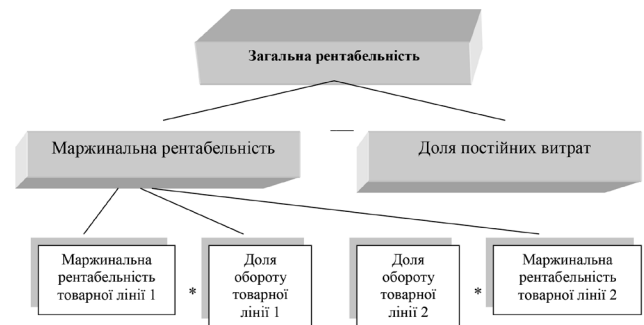 Загальна рентабельність
Маржинальна рентабельність
—
Доля постійних витрат
Маржинальна
рентабельність
товарної лінії 1
*
Доля
обороту
товарної
лінії 1
Доля
обороту
товарної
лінії 2
*
Маржинальна
рентабельність
товарної лінії 2